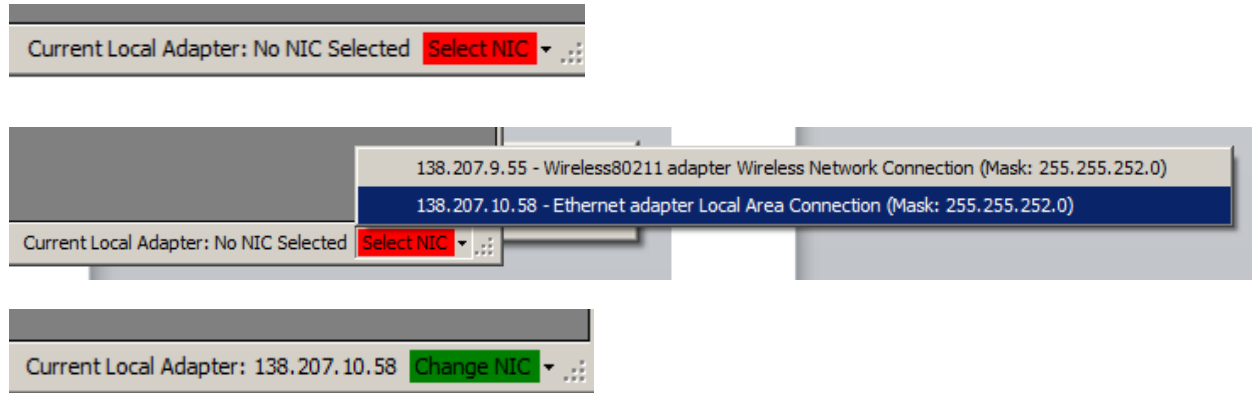 Current Local Adapter: No NIC Selected Select NIC
138.207.9.55 - Wireless80211 adapter Wireless Network Connection (Mask: 255.255.252.0)
138.207.10.58 - Ethernet adapter Local Area Connection (Mask: 255.255.252.0)
Current Local Adapter: No NIC Selected Select NIC
Current Local Adapter: 138.207.10.58 Change NIC